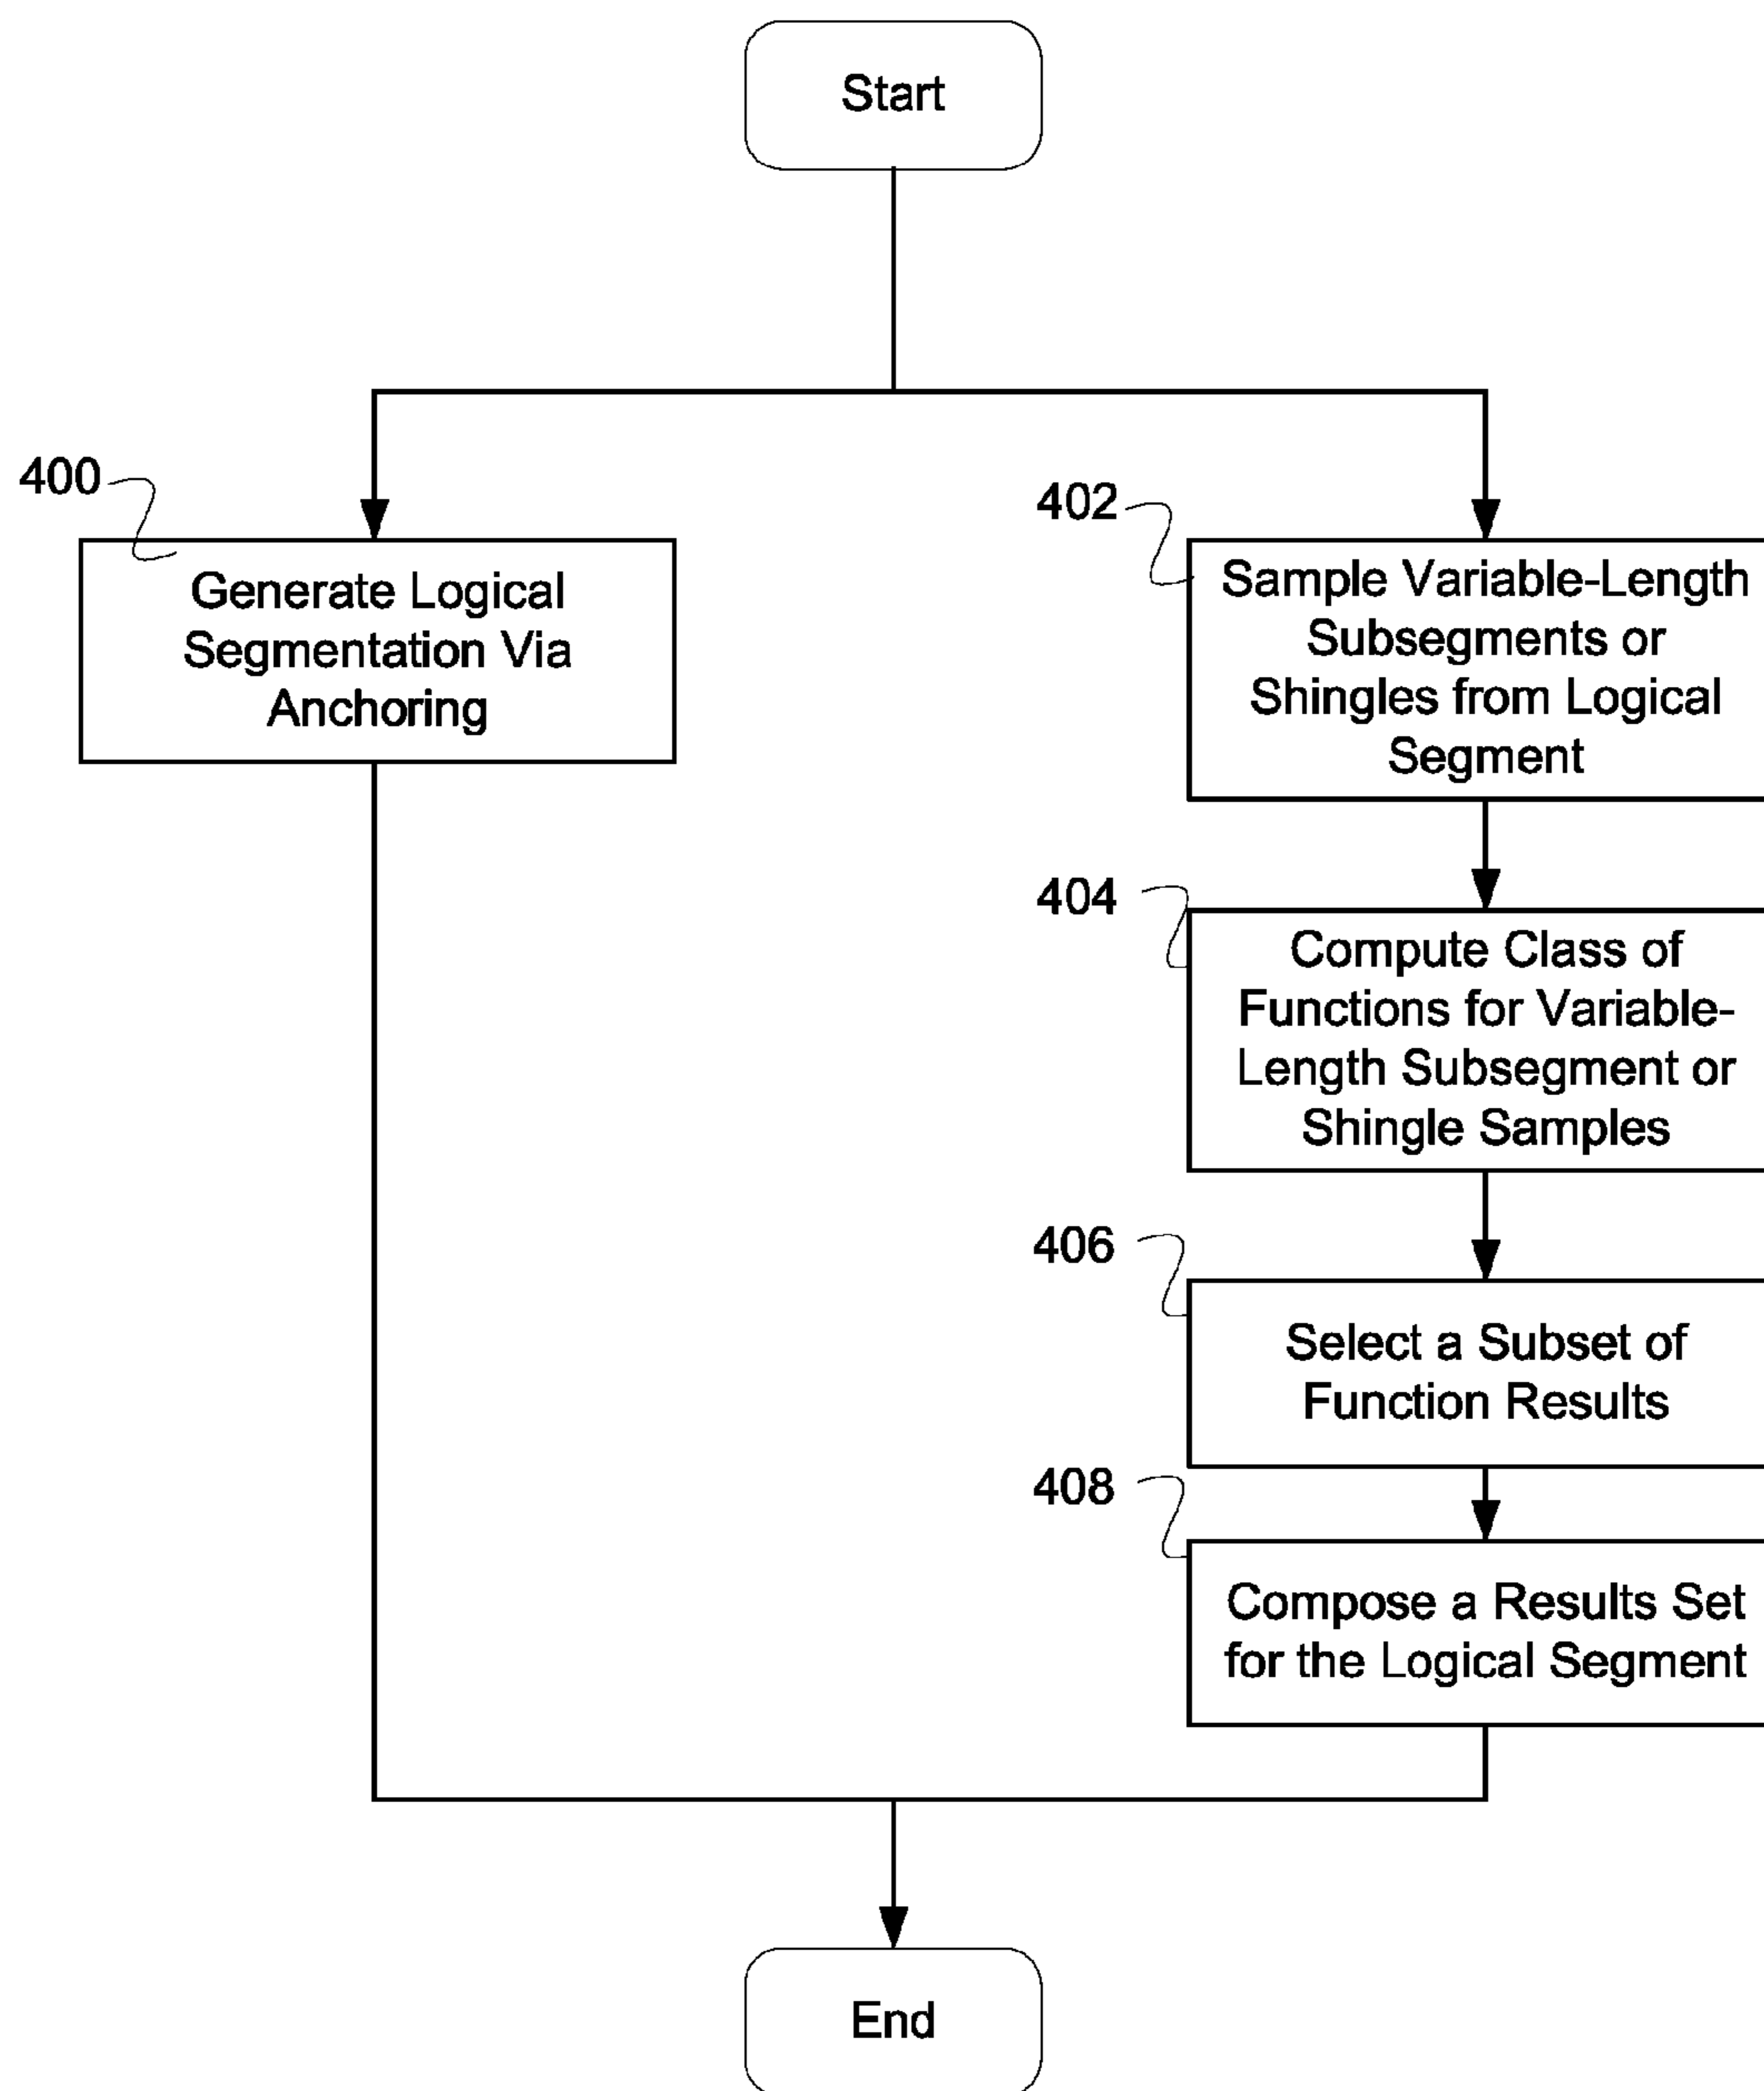 Start
400
Generate Logical
Segmentation Via
Anchoring
402
Sample Variable-Length
Subsegments or
Shingles from Logical
Segment
404
Compute Class of
Functions for Variable-
Length Subsegment or
Shingle Samples
406
Select a Subset of
Function Results
408
Compose a Results Set
for the Logical Segment
End